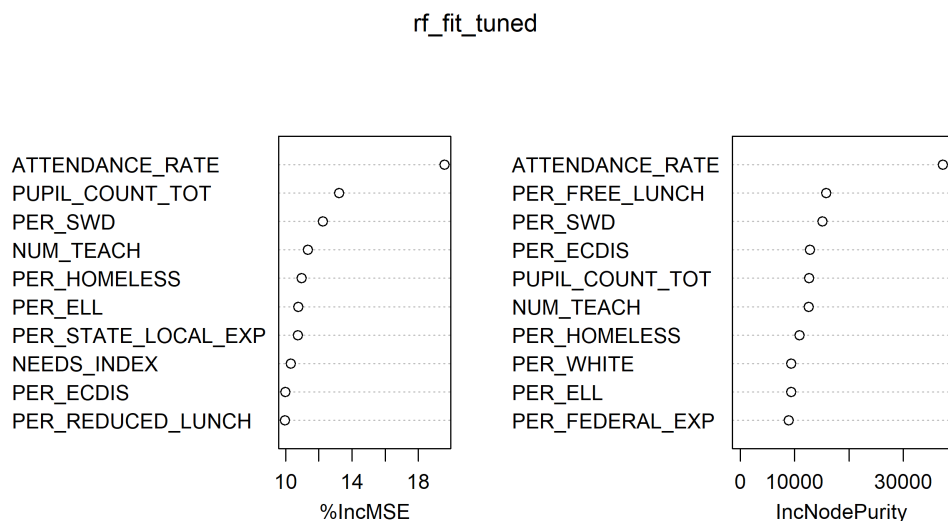 rf_fit_tuned
ATTENDANCE_RATE
PUPIL_COUNT_TOT
PER_SWD
NUM_TEACH
PER_HOMELESS
PER_ELL
PER_STATE_LOCAL_EXP
NEEDS_INDEX
PER_ECDIS
PER_REDUCED_LUNCH
10 14 18
%IncMSE
ATTENDANCE_RATE
PER_FREE_LUNCH
PER_SWD
PER_ECDIS
PUPIL_COUNT_TOT
NUM_TEACH
PER_HOMELESS
PER_WHITE
PER_ELL
PER_FEDERAL_EXP
0 10000 30000
IncNodePurity